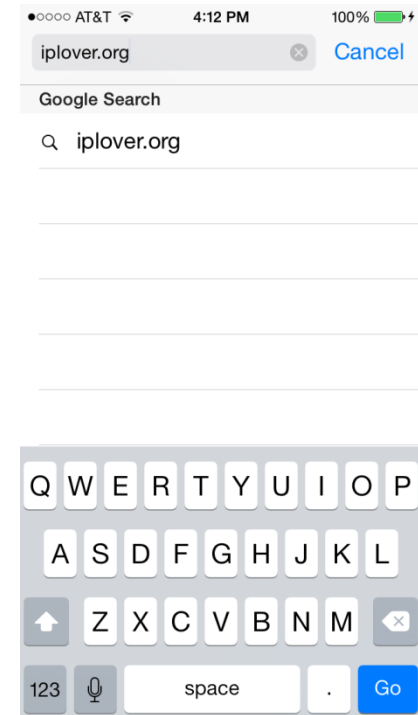 AT&T 4:12 PM 100%
iplover.org Cancel
Google Search
iplover.org
Q W E R T Y U I O P
A S D F G H J K L
Z X C V B N M
123 space . Go